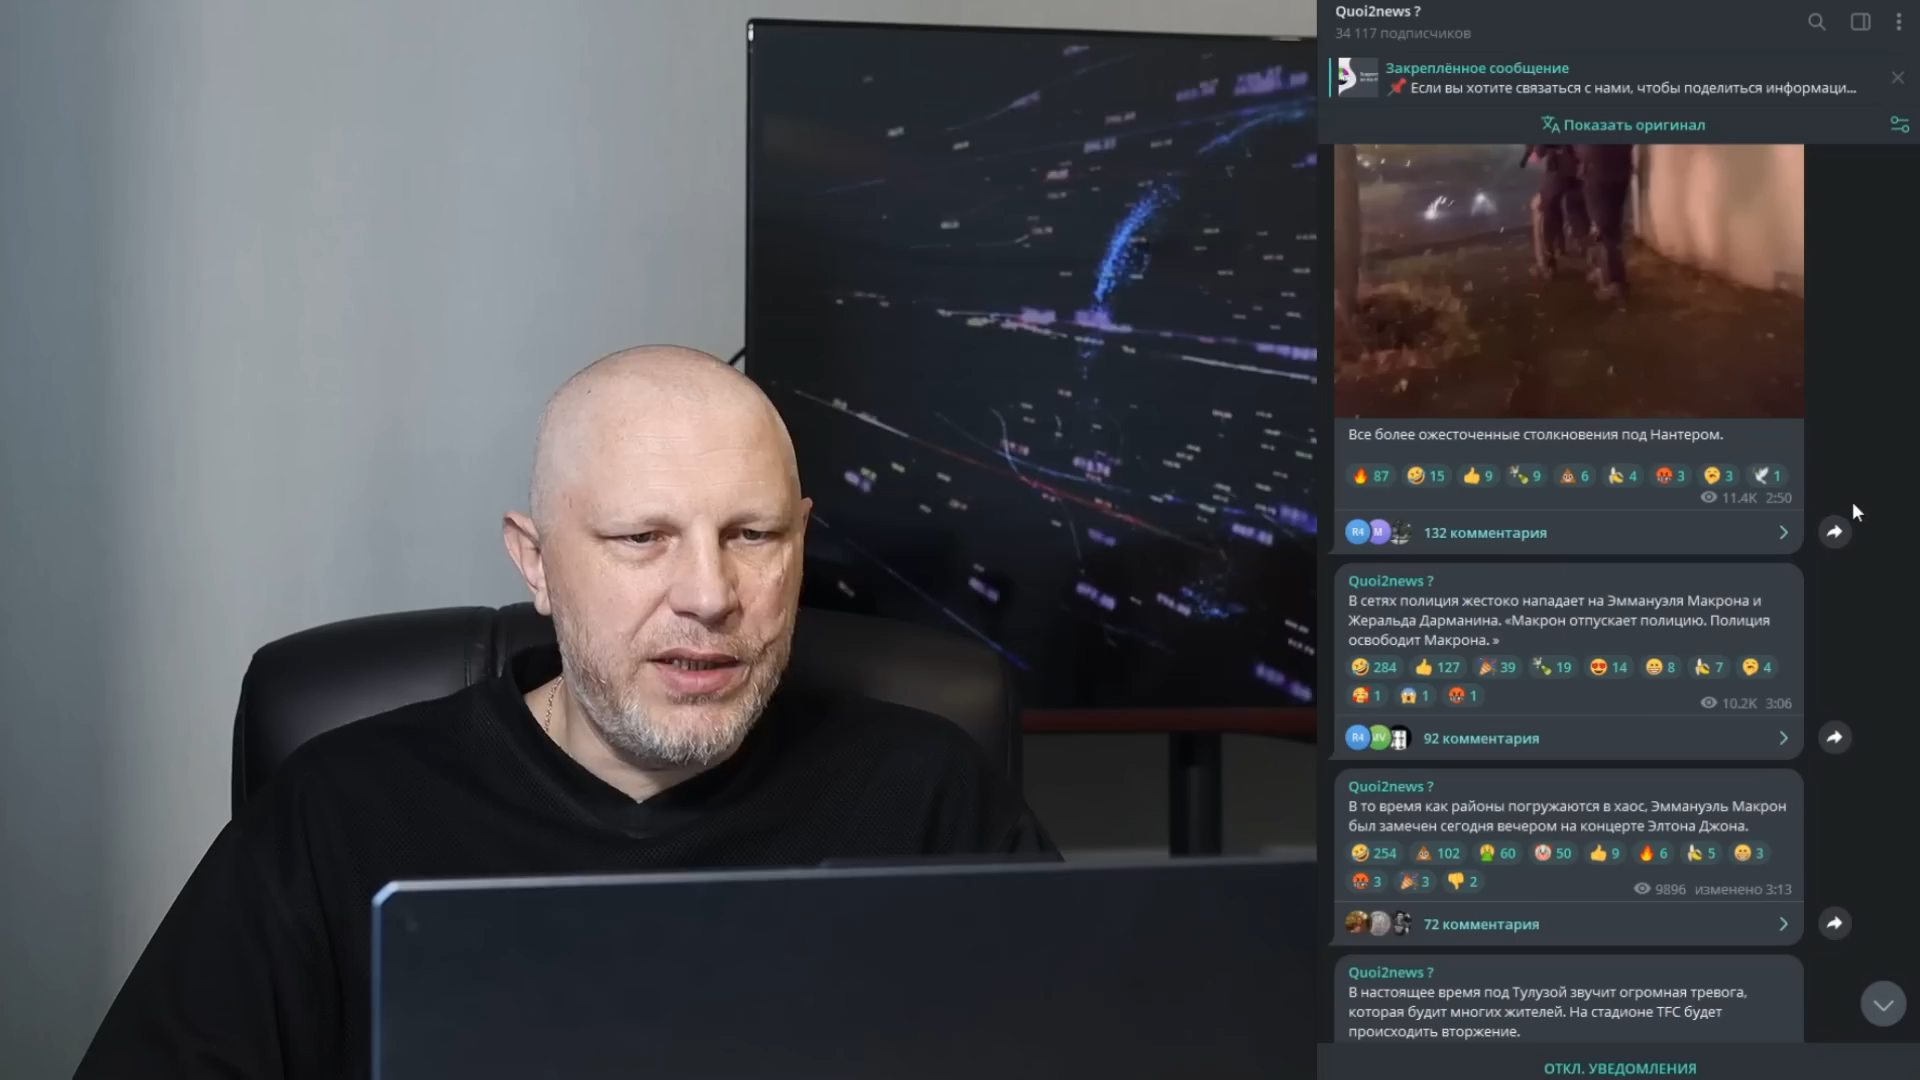 Quoi2news ?
34 117 подписчиков
Закреплённое сообщение
Если вы хотите связаться с нами, чтобы поделиться информаци...
Показать оригинал
Все более ожесточенные столкновения под Нантером.
87 15 9 9 6 4 3 3 1
11.4K 2:50
R4 M
132 комментария
Quoi2news ?
В сетях полиция жестоко нападает на Эммануэля Макрона и
Жеральда Дарманина. «Макрон отпускает полицию. Полиция
освободит Макрона. »
284 127 39 19 14 8 7 4
1 1 1
10.2K 3:06
R4 MV
92 комментария
Quoi2news ?
В то время как районы погружаются в хаос, Эммануэль Макрон
был замечен сегодня вечером на концерте Элтона Джона.
254 102 60 50 9 6 5 3
3 3 2
9896 изменено 3:13
72 комментария
Quoi2news ?
В настоящее время под Тулузой звучит огромная тревога,
которая будит многих жителей. На стадионе TFC будет
происходить вторжение.
ОТКЛ. УВЕДОМЛЕНИЯ